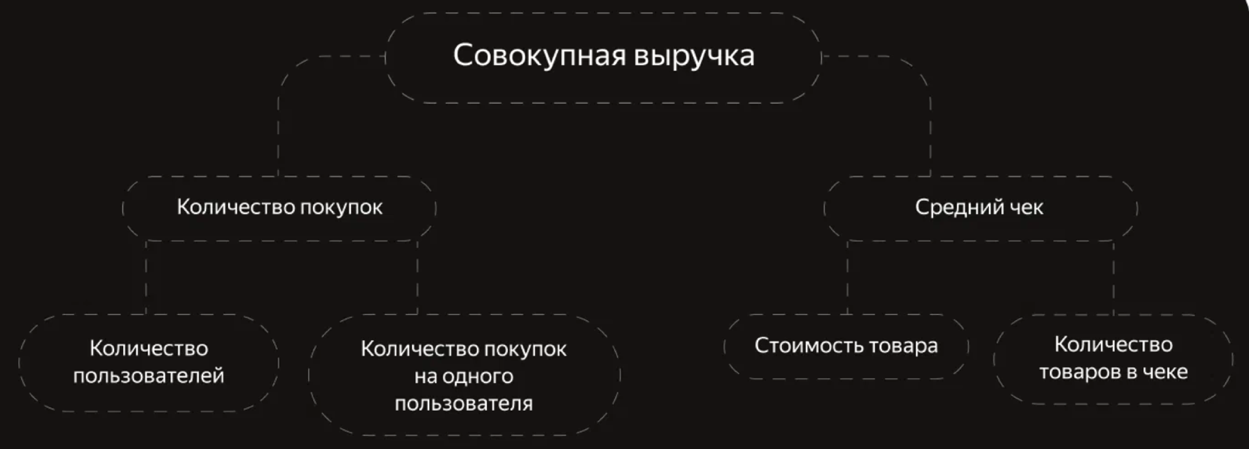 Совокупная выручка
Количество покупок
Средний чек
Количество
пользователей
Количество покупок
на одного
пользователя
Стоимость товара
Количество
товаров в чеке